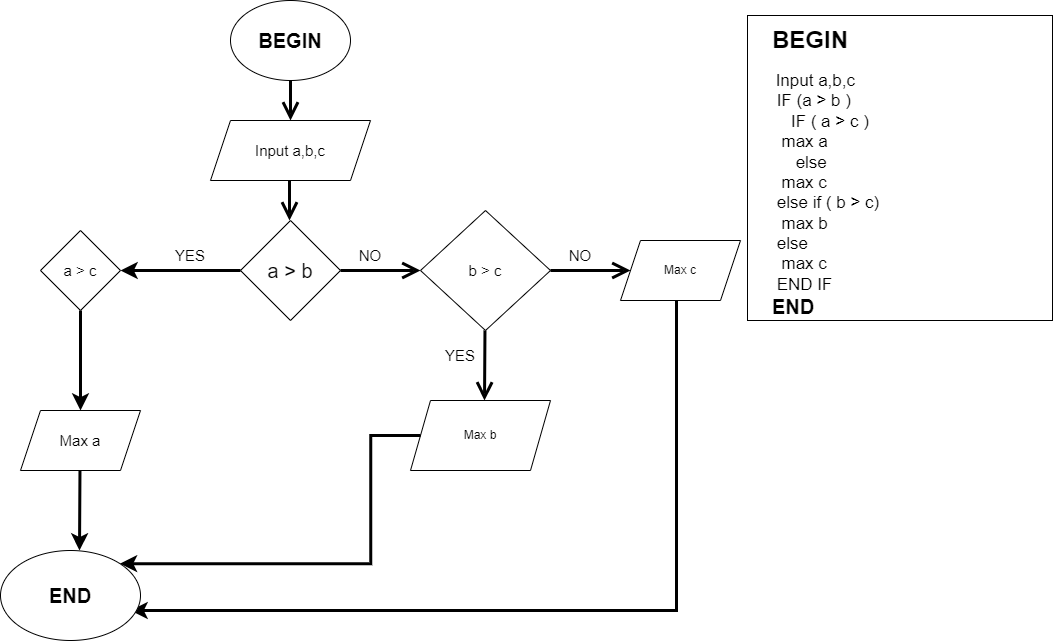 BEGIN
Input a,b,c
a > c
YES
a > b
NO
b > c
NO
Max c
YES
Max a
Max b
END
BEGIN
Input a,b,c
IF (a > b )
IF ( a > c )
max a
else
max c
else if ( b > c)
max b
else
max c
END IF
END